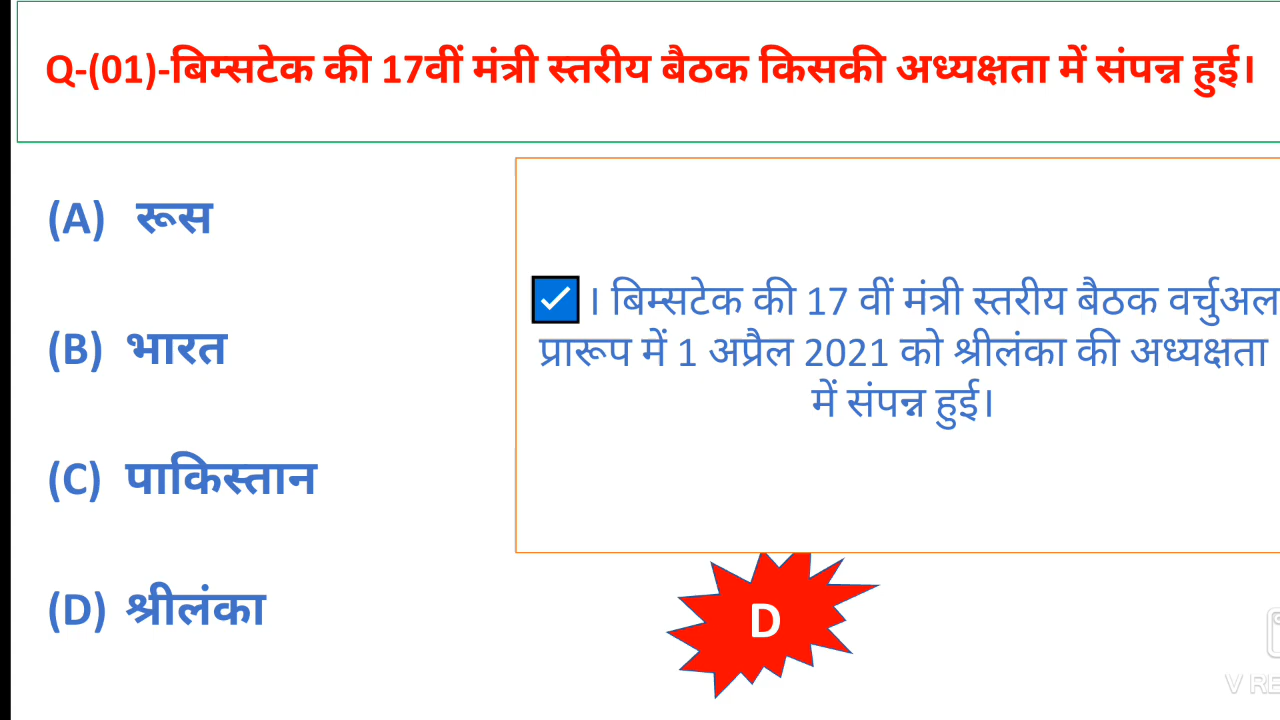 Q-(01)-बिम्सटेक की 17वीं मंत्री स्तरीय बैठक किसकी अध्यक्षता में संपन्न हुई।
(A) रूस
(B) भारत
(C) पाकिस्तान
(D) श्रीलंका
। बिम्सटेक की 17 वीं मंत्री स्तरीय बैठक वर्चुअल
प्रारूप में 1 अप्रैल 2021 को श्रीलंका की अध्यक्षता
में संपन्न हुई।
D